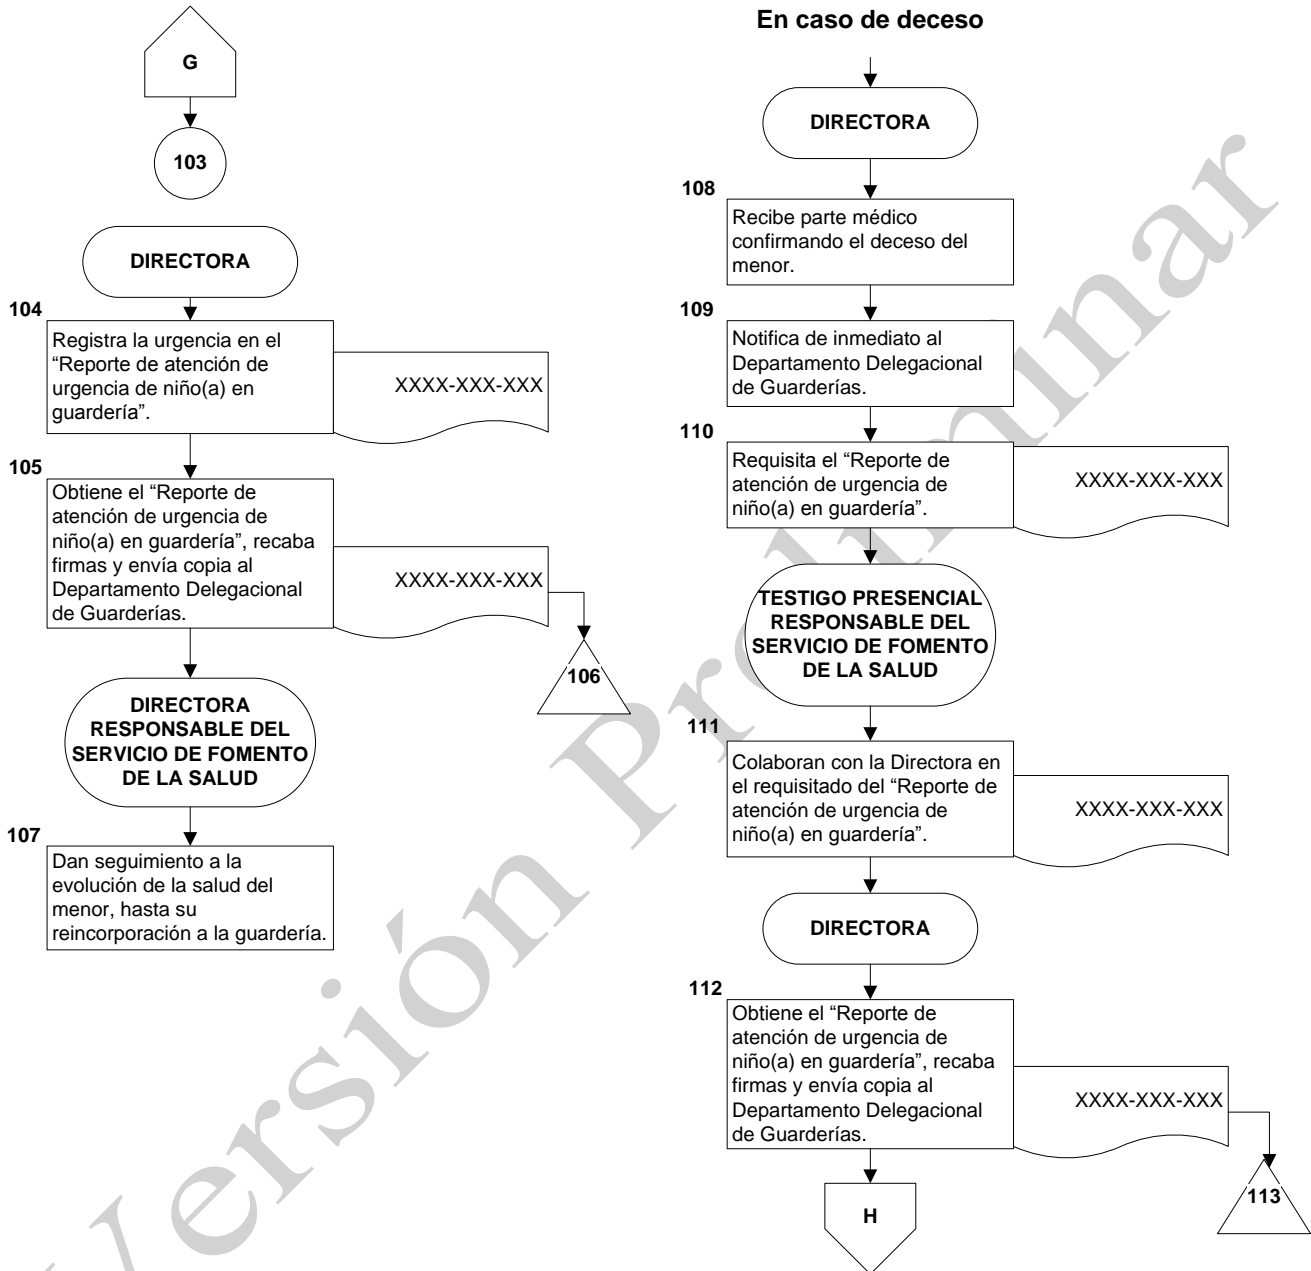 G
103
DIRECTORA
104
Registra la urgencia en el
“Reporte de atención de
urgencia de niño(a) en
guardería”.
XXXX-XXX-XXX
105
Obtiene el “Reporte de
atención de urgencia de
niño(a) en guardería”, recaba
firmas y envía copia al
Departamento Delegacional
de Guarderías.
XXXX-XXX-XXX
106
DIRECTORA
RESPONSABLE DEL
SERVICIO DE FOMENTO
DE LA SALUD
107
Dan seguimiento a la
evolución de la salud del
menor, hasta su
reincorporación a la guardería.
En caso de deceso
DIRECTORA
108
Recibe parte médico
confirmando el deceso del
menor.
109
Notifica de inmediato al
Departamento Delegacional
de Guarderías.
110
Requisita el “Reporte de
atención de urgencia de
niño(a) en guardería”.
XXXX-XXX-XXX
TESTIGO PRESENCIAL
RESPONSABLE DEL
SERVICIO DE FOMENTO
DE LA SALUD
111
Colaboran con la Directora en
el requisitado del “Reporte de
atención de urgencia de
niño(a) en guardería”.
XXXX-XXX-XXX
DIRECTORA
112
Obtiene el “Reporte de
atención de urgencia de
niño(a) en guardería”, recaba
firmas y envía copia al
Departamento Delegacional
de Guarderías.
XXXX-XXX-XXX
113
H
Versión Preliminar